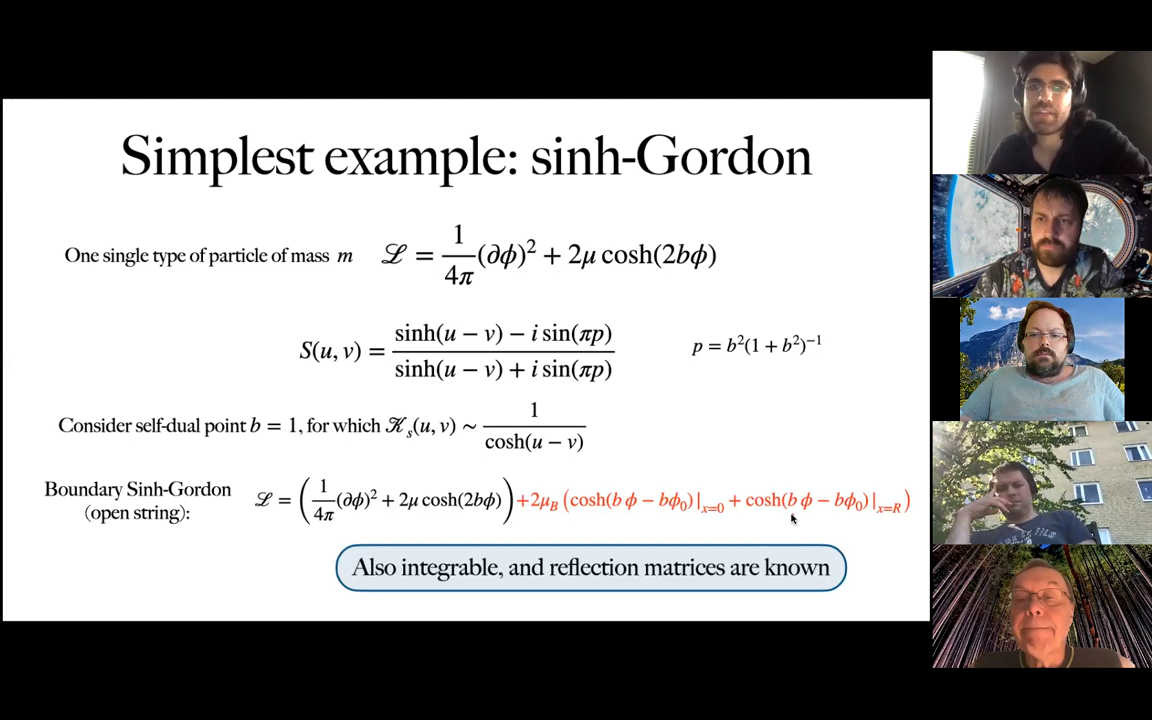 Simplest example: sinh-Gordon
One single type of particle of mass m ℒ = 1/4π (∂ϕ)² + 2μ cosh(2bϕ)
S(u, v) = sinh(u − v) − i sin(πp) / sinh(u − v) + i sin(πp) p = b²(1 + b²)⁻¹
Consider self-dual point b = 1, for which 𝒦ₛ(u, v) ∼ 1 / cosh(u − v)
Boundary Sinh-Gordon
(open string):
ℒ = (1/4π (∂ϕ)² + 2μ cosh(2bϕ)) +2μ_B (cosh(b ϕ − bϕ₀)|ₓ₌₀ + cosh(b ϕ − bϕ₀)|_{x=R})
Also integrable, and reflection matrices are known